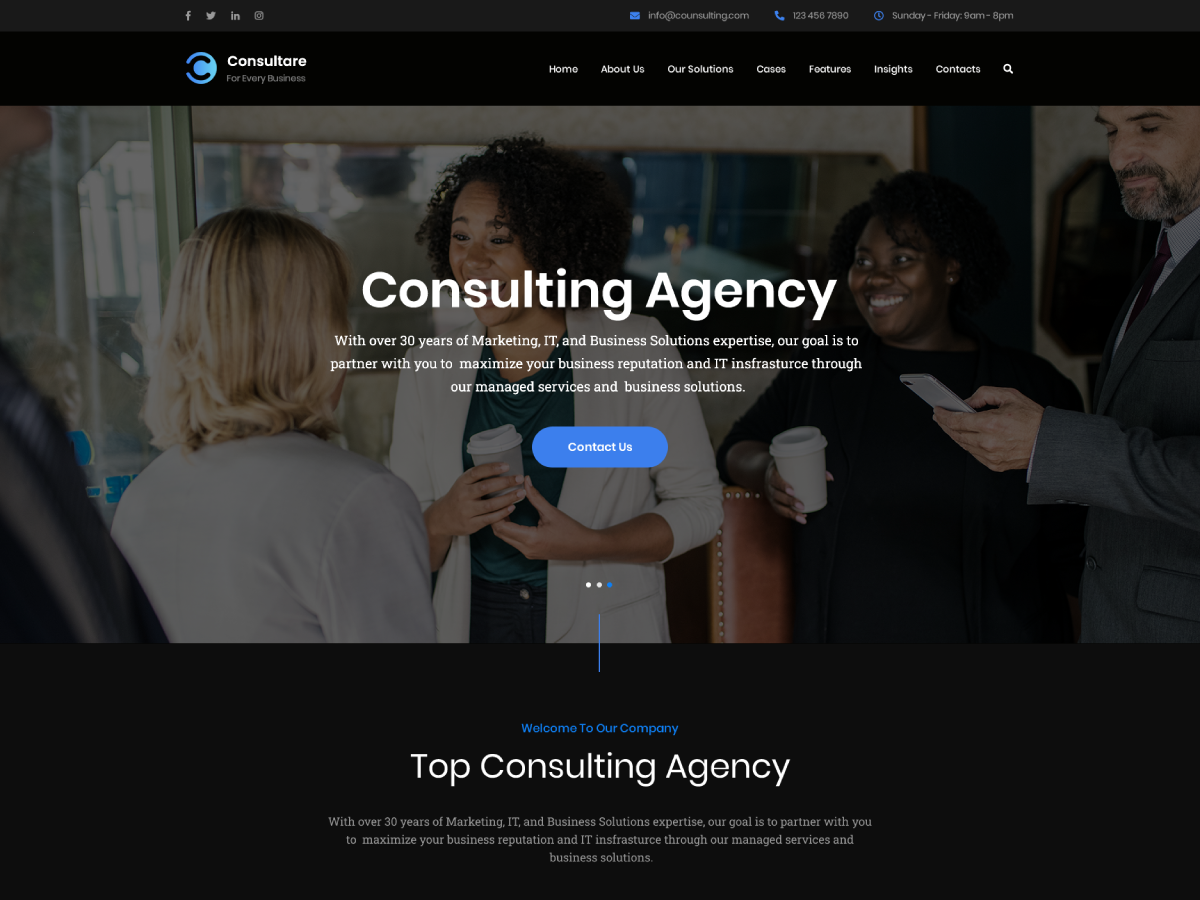 info@counsulting.com 123 456 7890 Sunday - Friday: 9am - 8pm
Consultare
For Every Business
Home About Us Our Solutions Cases Features Insights Contacts
Consulting Agency
With over 30 years of Marketing, IT, and Business Solutions expertise, our goal is to
partner with you to maximize your business reputation and IT insfrasturce through
our managed services and business solutions.
Contact Us
Welcome To Our Company
Top Consulting Agency
With over 30 years of Marketing, IT, and Business Solutions expertise, our goal is to partner with you
to maximize your business reputation and IT insfrasturce through our managed services and
business solutions.